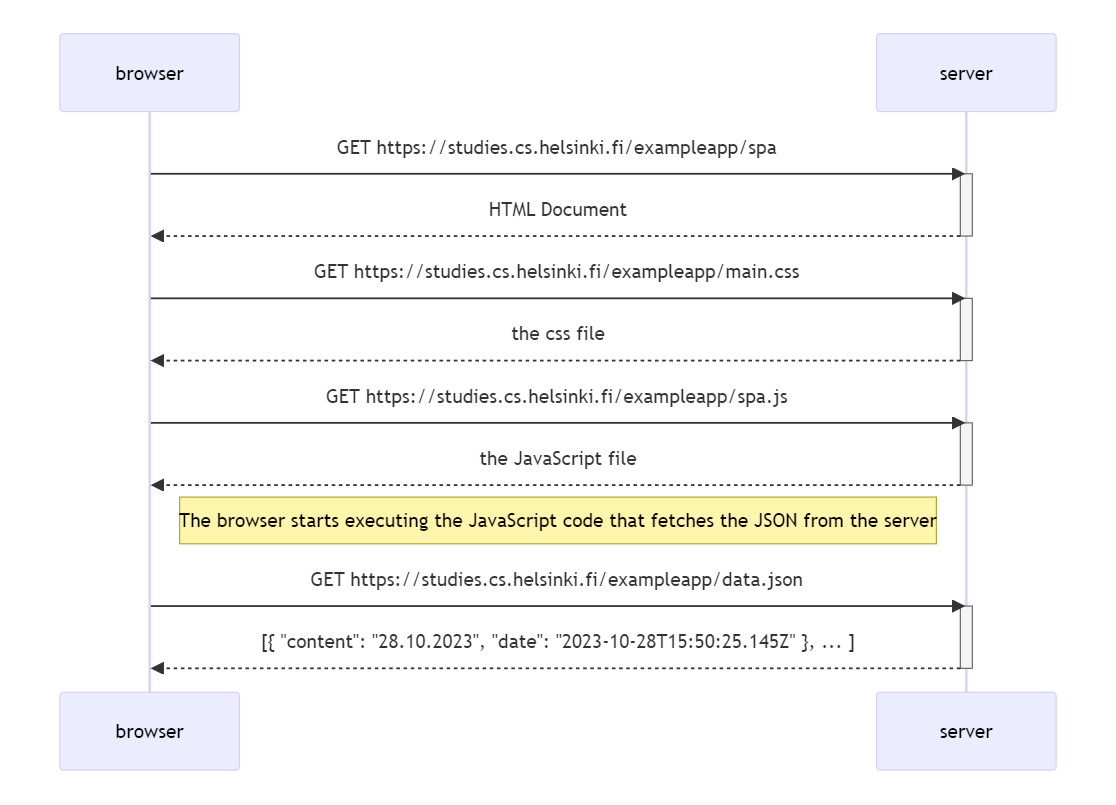 browser
server
GET https://studies.cs.helsinki.fi/exampleapp/spa
HTML Document
GET https://studies.cs.helsinki.fi/exampleapp/main.css
the css file
GET https://studies.cs.helsinki.fi/exampleapp/spa.js
the JavaScript file
The browser starts executing the JavaScript code that fetches the JSON from the server
GET https://studies.cs.helsinki.fi/exampleapp/data.json
[{ "content": "28.10.2023", "date": "2023-10-28T15:50:25.145Z" }, ... ]
browser
server